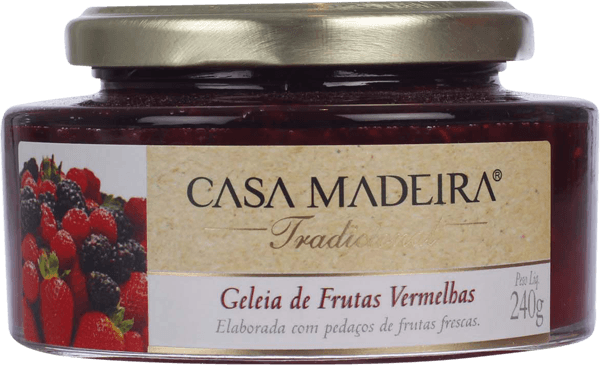 CASA MADEIRA®
Tradicional
Geleia de Frutas Vermelhas
Elaborada com pedaços de frutas frescas.
Peso Líq.
240g